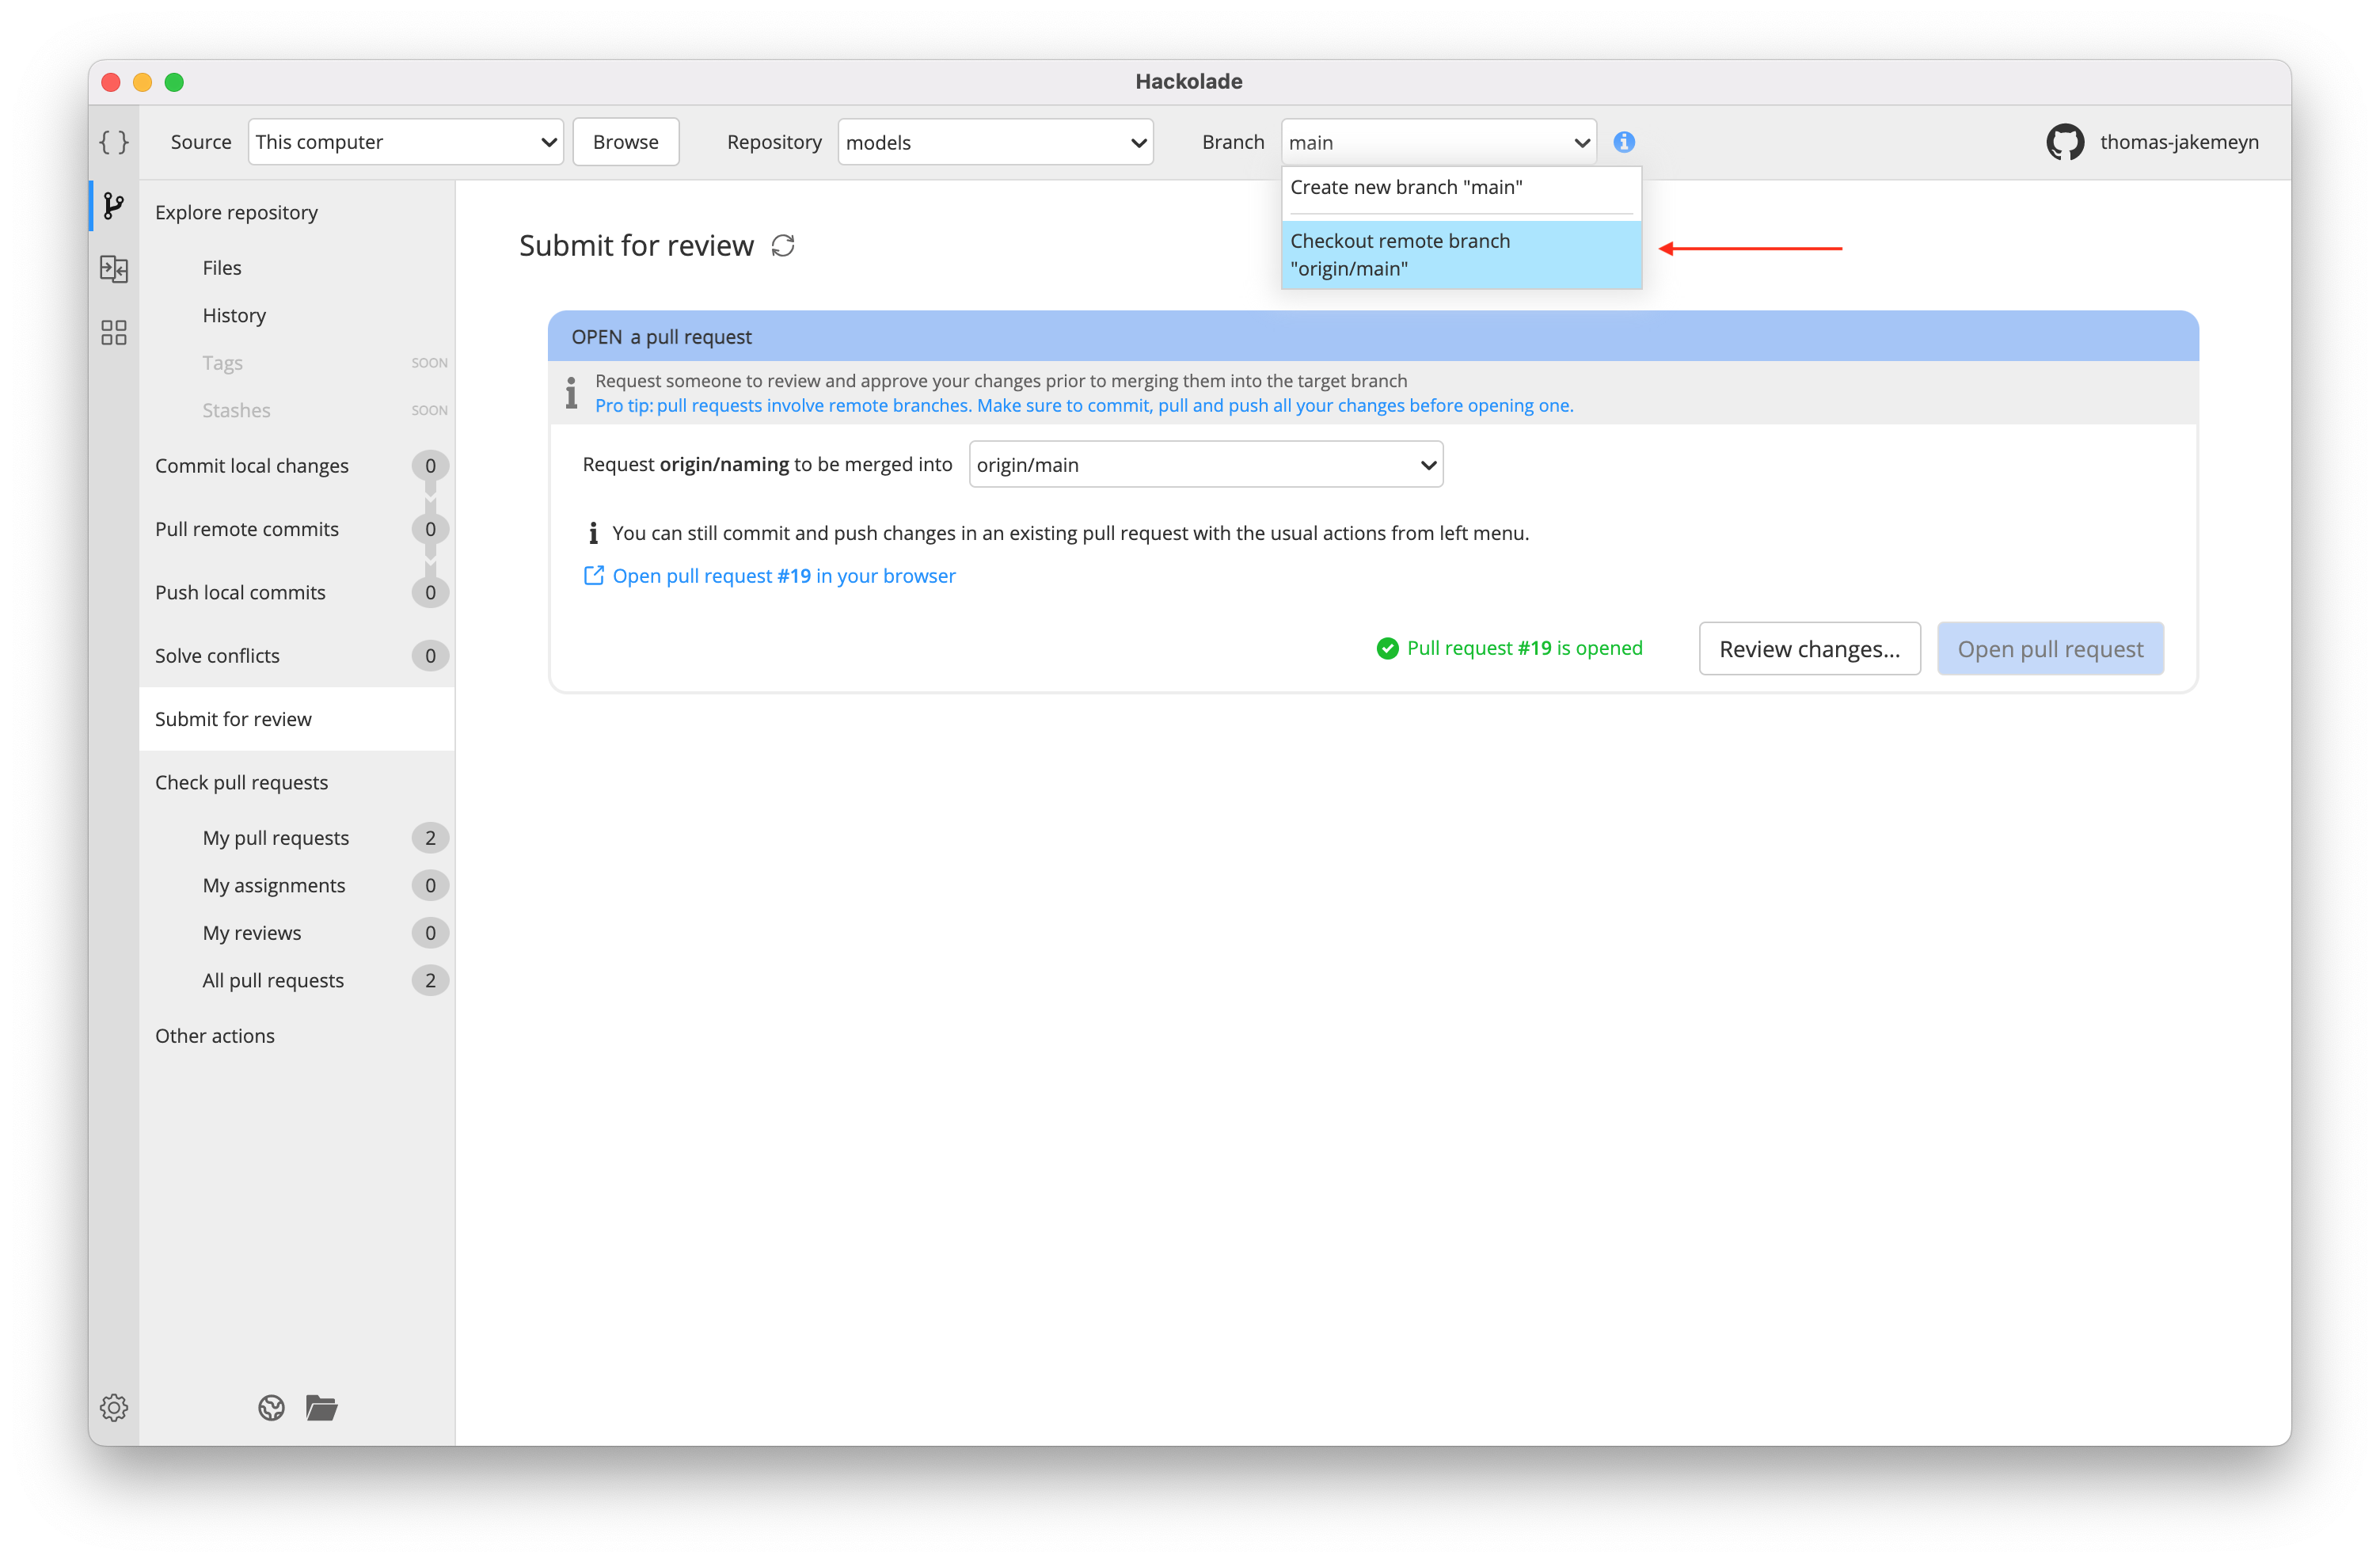 Hackolade
Source This computer Browse Repository models Branch main thomas-jakemeyn
Create new branch "main"
Checkout remote branch
"origin/main"
Explore repository
Files
History
Tags SOON
Stashes SOON
Commit local changes 0
Pull remote commits 0
Push local commits 0
Solve conflicts 0
Submit for review
Check pull requests
My pull requests 2
My assignments 0
My reviews 0
All pull requests 2
Other actions
Submit for review
OPEN a pull request
Request someone to review and approve your changes prior to merging them into the target branch
Pro tip: pull requests involve remote branches. Make sure to commit, pull and push all your changes before opening one.
Request origin/naming to be merged into origin/main
You can still commit and push changes in an existing pull request with the usual actions from left menu.
Open pull request #19 in your browser
Pull request #19 is opened Review changes... Open pull request